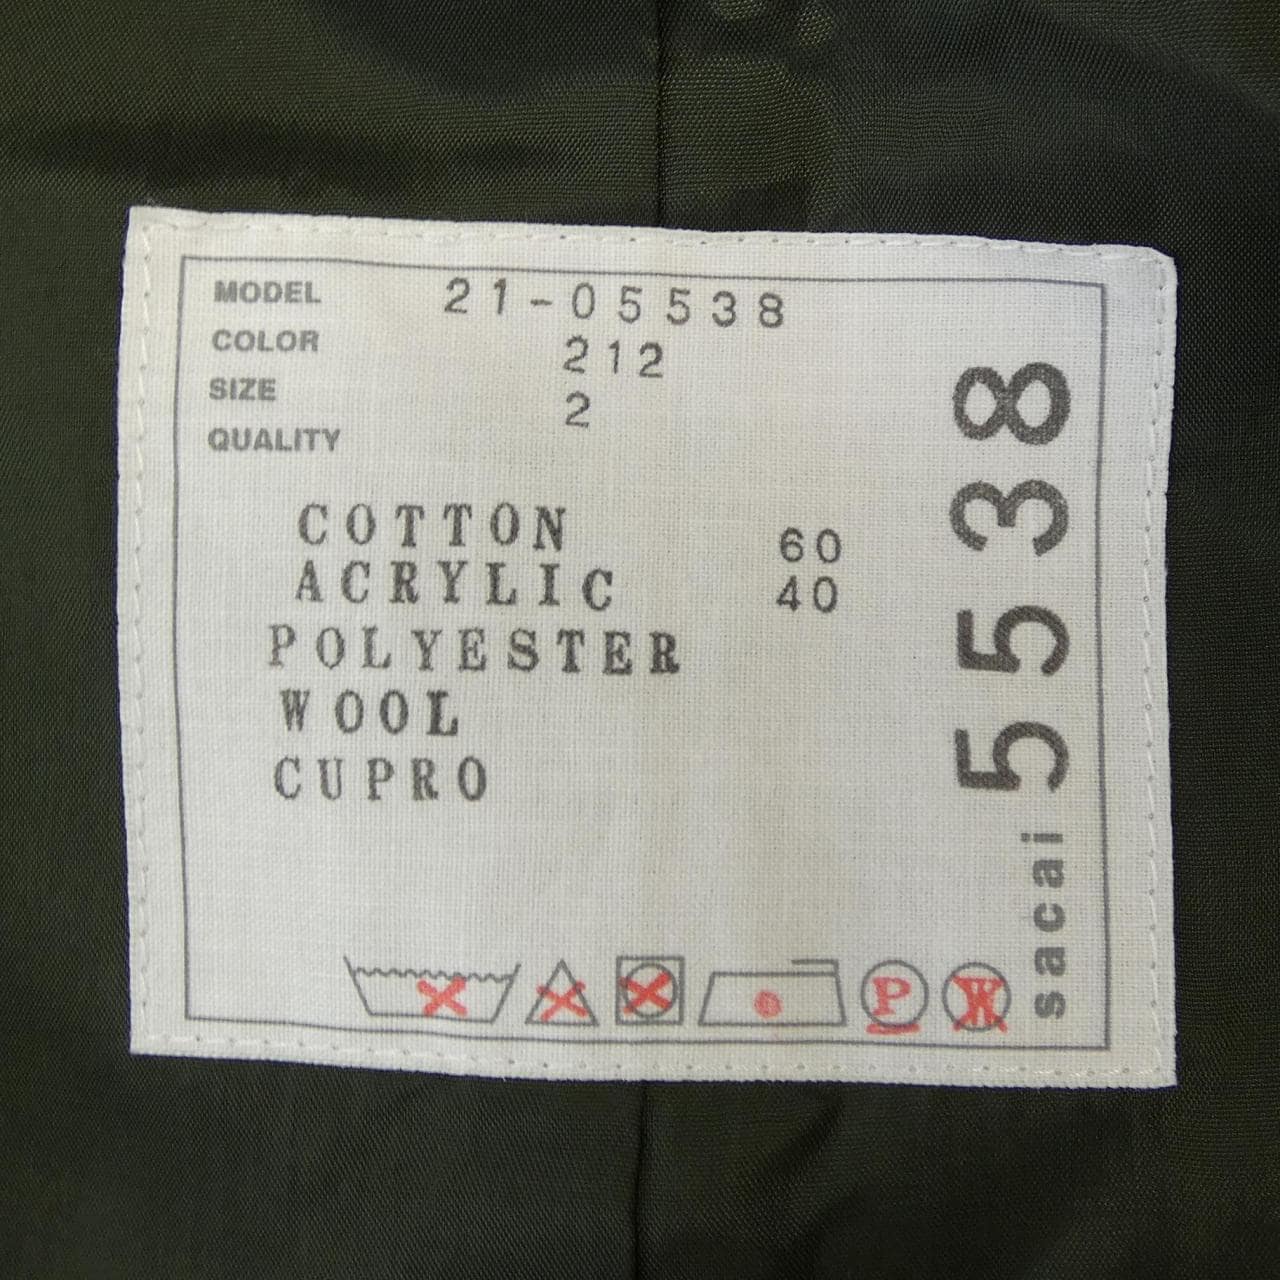 MODEL 21-05538
COLOR 212
SIZE 2
QUALITY
COTTON 60
ACRYLIC 40
POLYESTER
WOOL
CUPRO
P W
sacai 5538